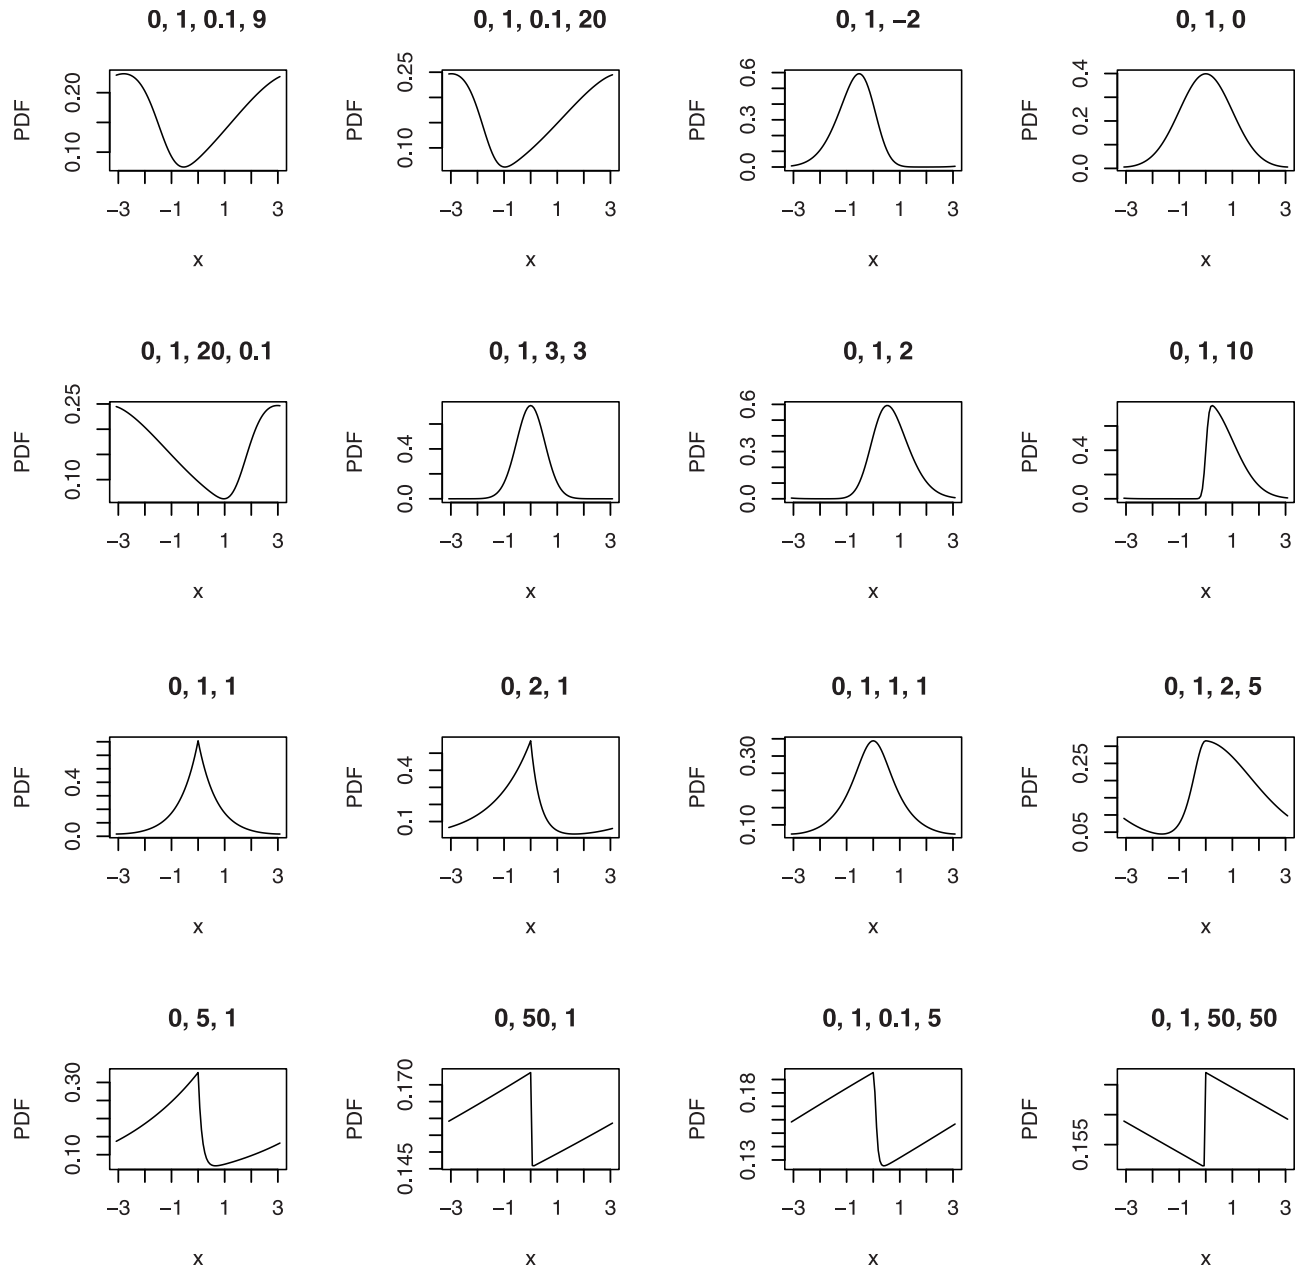 0, 1, 0.1, 9
PDF
0.10 0.20
−3 −1 1 3
x
0, 1, 0.1, 20
PDF
0.10 0.25
−3 −1 1 3
x
0, 1, −2
PDF
0.0 0.3 0.6
−3 −1 1 3
x
0, 1, 0
PDF
0.0 0.2 0.4
−3 −1 1 3
x
0, 1, 20, 0.1
PDF
0.10 0.25
−3 −1 1 3
x
0, 1, 3, 3
PDF
0.0 0.4
−3 −1 1 3
x
0, 1, 2
PDF
0.0 0.3 0.6
−3 −1 1 3
x
0, 1, 10
PDF
0.0 0.4
−3 −1 1 3
x
0, 1, 1
PDF
0.0 0.4
−3 −1 1 3
x
0, 2, 1
PDF
0.1 0.4
−3 −1 1 3
x
0, 1, 1, 1
PDF
0.10 0.30
−3 −1 1 3
x
0, 1, 2, 5
PDF
0.05 0.25
−3 −1 1 3
x
0, 5, 1
PDF
0.10 0.30
−3 −1 1 3
x
0, 50, 1
PDF
0.145 0.170
−3 −1 1 3
x
0, 1, 0.1, 5
PDF
0.13 0.18
−3 −1 1 3
x
0, 1, 50, 50
PDF
0.155
−3 −1 1 3
x